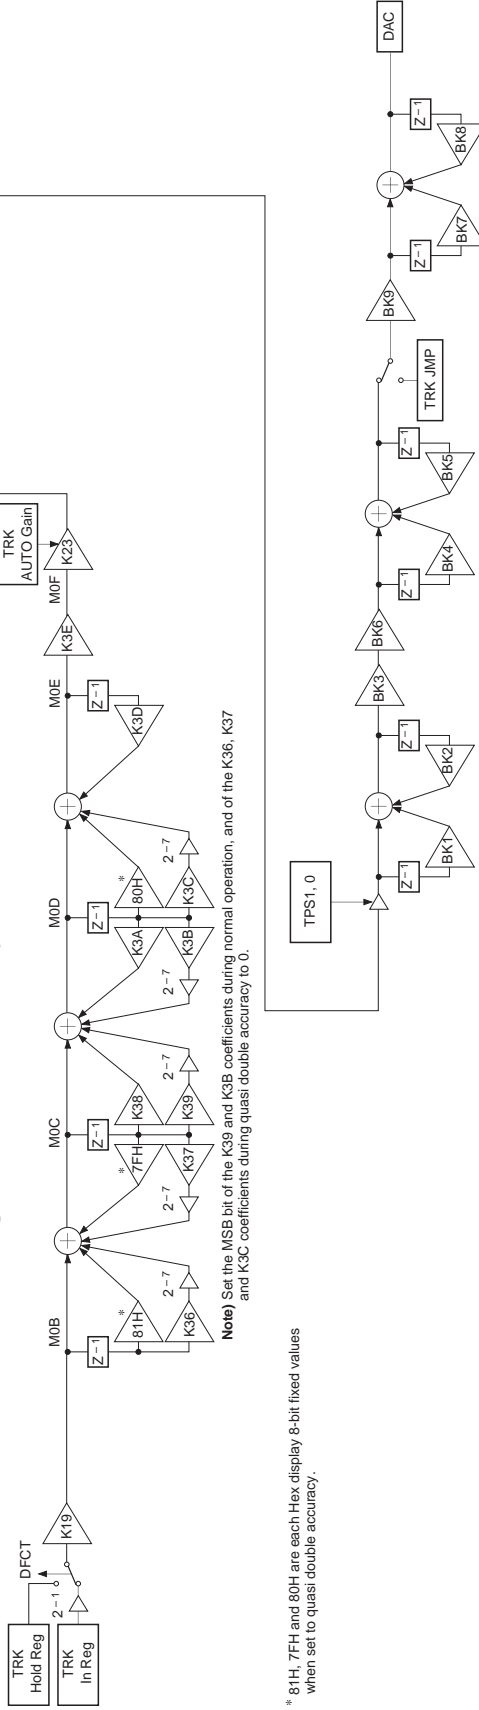 TRK
Hold Reg
TRK
In Reg
2 – 1
DFCT
K19
M0B
Z – 1
81H
*
K36
2 – 7
7FH
*
K37
2 – 7
M0C
Z – 1
K38
K39
2 – 7
K3A
K3B
2 – 7
M0D
Z – 1
80H
*
K3C
2 – 7
K3D
Z – 1
M0E
K3E
M0F
K23
TRK
AUTO Gain
Note) Set the MSB bit of the K39 and K3B coefficients during normal operation, and of the K36, K37
and K3C coefficients during quasi double accuracy to 0.
* 81H, 7FH and 80H are each Hex display 8-bit fixed values
when set to quasi double accuracy.
TPS1, 0
Z – 1
BK1
BK2
Z – 1
BK3
BK6
Z – 1
BK4
BK5
Z – 1
TRK JMP
BK9
Z – 1
BK7
BK8
Z – 1
DAC